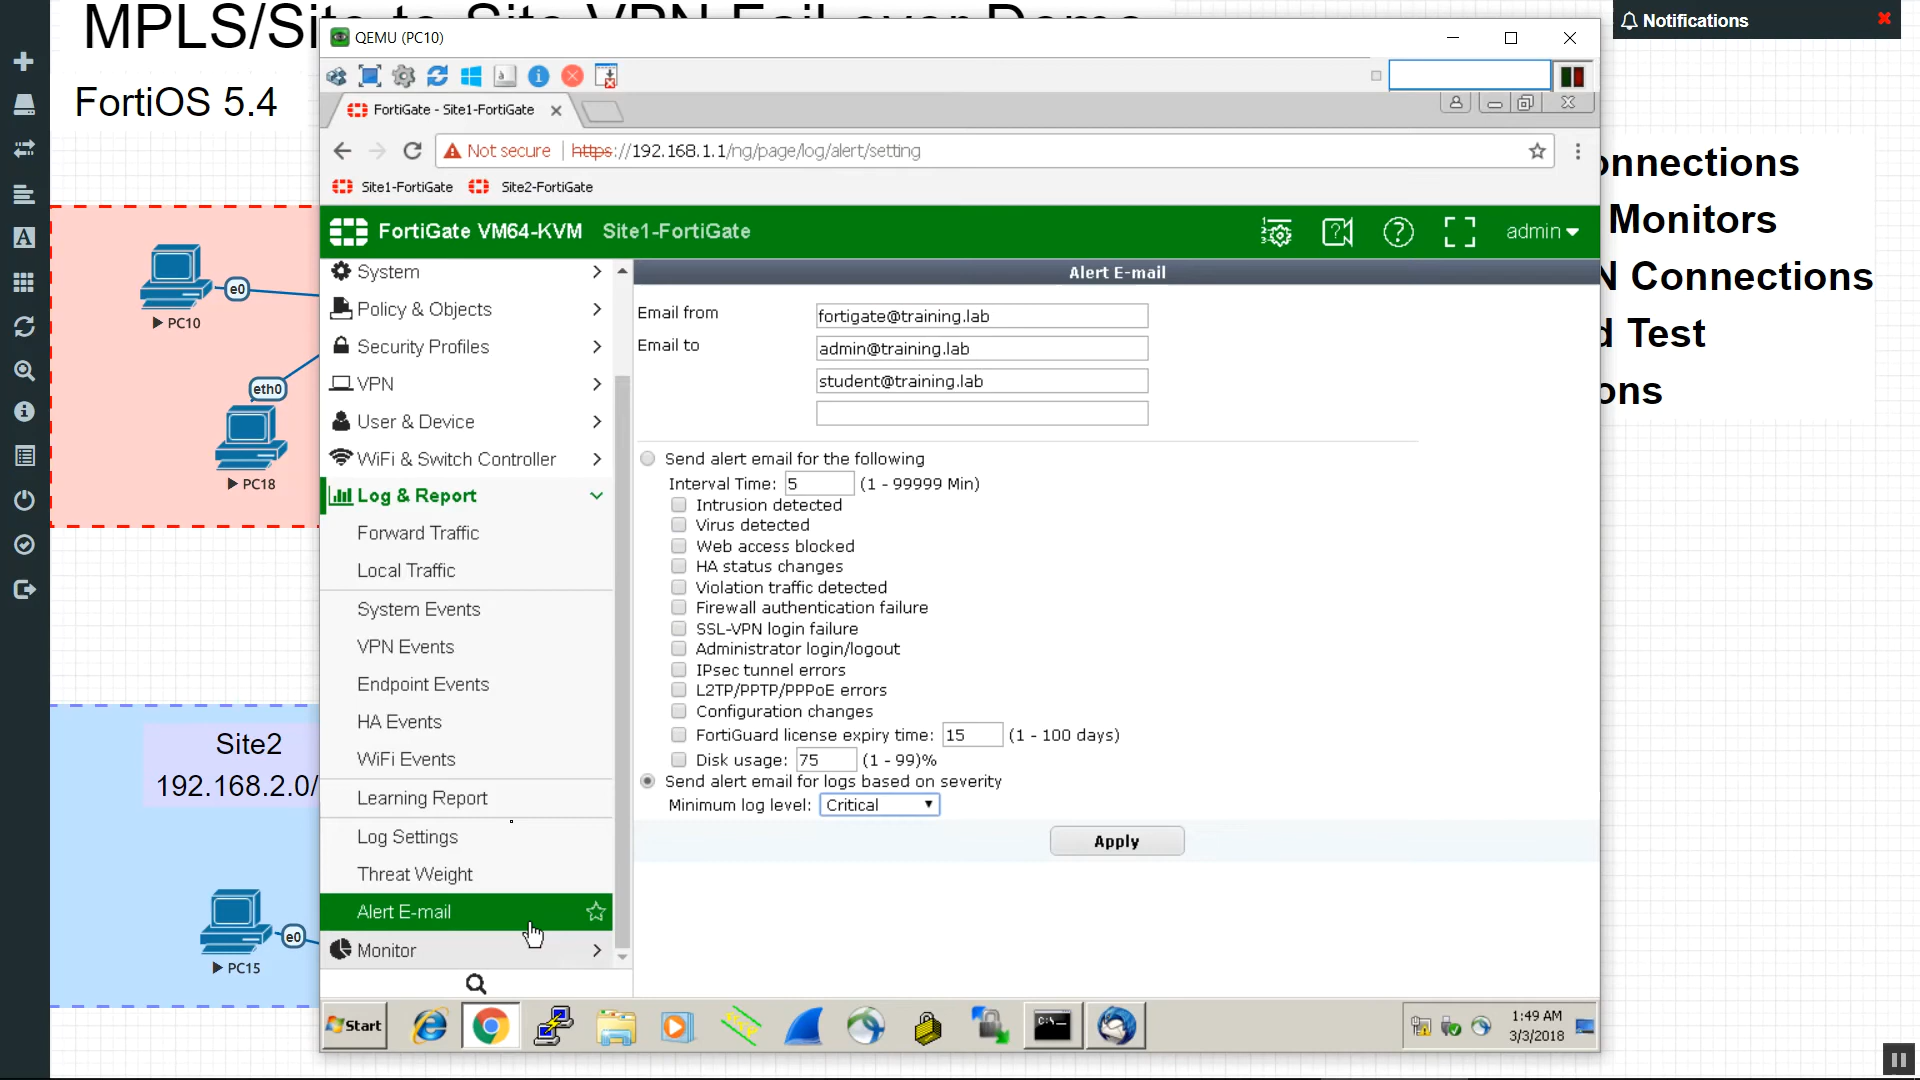 MPLS/Si
FortiOS 5.4
QEMU (PC10)
Notifications
FortiGate - Site1-FortiGate
Not secure | https://192.168.1.1/ng/page/log/alert/setting
Site1-FortiGate Site2-FortiGate
FortiGate VM64-KVM Site1-FortiGate
admin
onnections
Monitors
N Connections
d Test
ons
e0
PC10
eth0
PC18
Site2
192.168.2.0/
e0
PC15
System
Policy & Objects
Security Profiles
VPN
User & Device
WiFi & Switch Controller
Log & Report
Forward Traffic
Local Traffic
System Events
VPN Events
Endpoint Events
HA Events
WiFi Events
Learning Report
Log Settings
Threat Weight
Alert E-mail
Monitor
Alert E-mail
Email from fortigate@training.lab
Email to admin@training.lab
student@training.lab
Send alert email for the following
Interval Time: 5 (1 - 99999 Min)
Intrusion detected
Virus detected
Web access blocked
HA status changes
Violation traffic detected
Firewall authentication failure
SSL-VPN login failure
Administrator login/logout
IPsec tunnel errors
L2TP/PPTP/PPPoE errors
Configuration changes
FortiGuard license expiry time: 15 (1 - 100 days)
Disk usage: 75 (1 - 99)%
Send alert email for logs based on severity
Minimum log level: Critical
Apply
Start
1:49 AM
3/3/2018